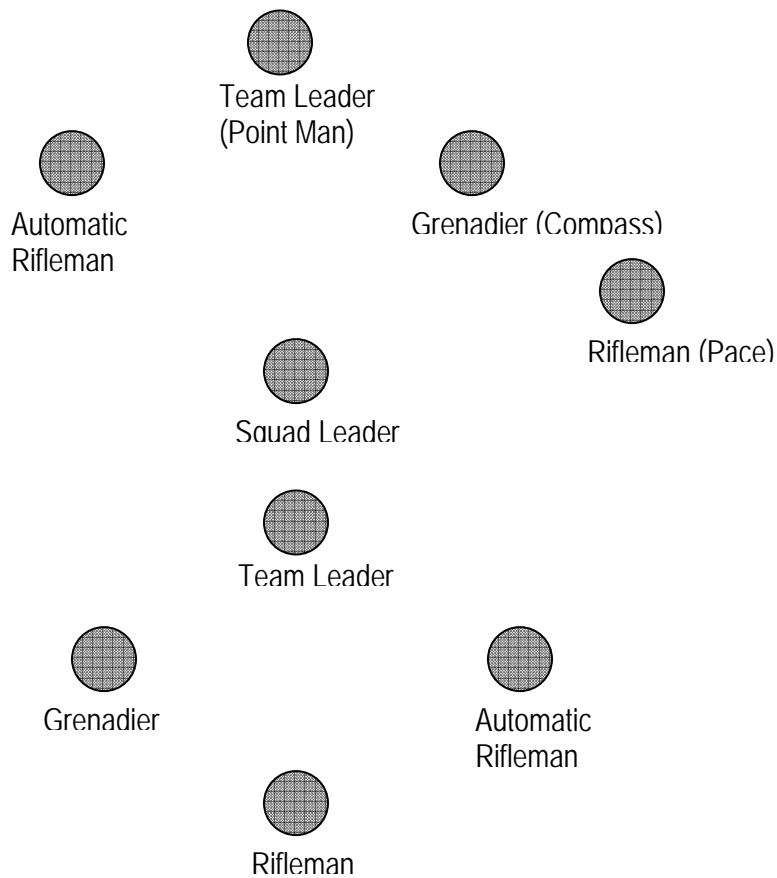 Team Leader
(Point Man)
Automatic
Rifleman
Grenadier (Compass)
Rifleman (Pace)
Squad Leader
Team Leader
Grenadier
Automatic
Rifleman
Rifleman